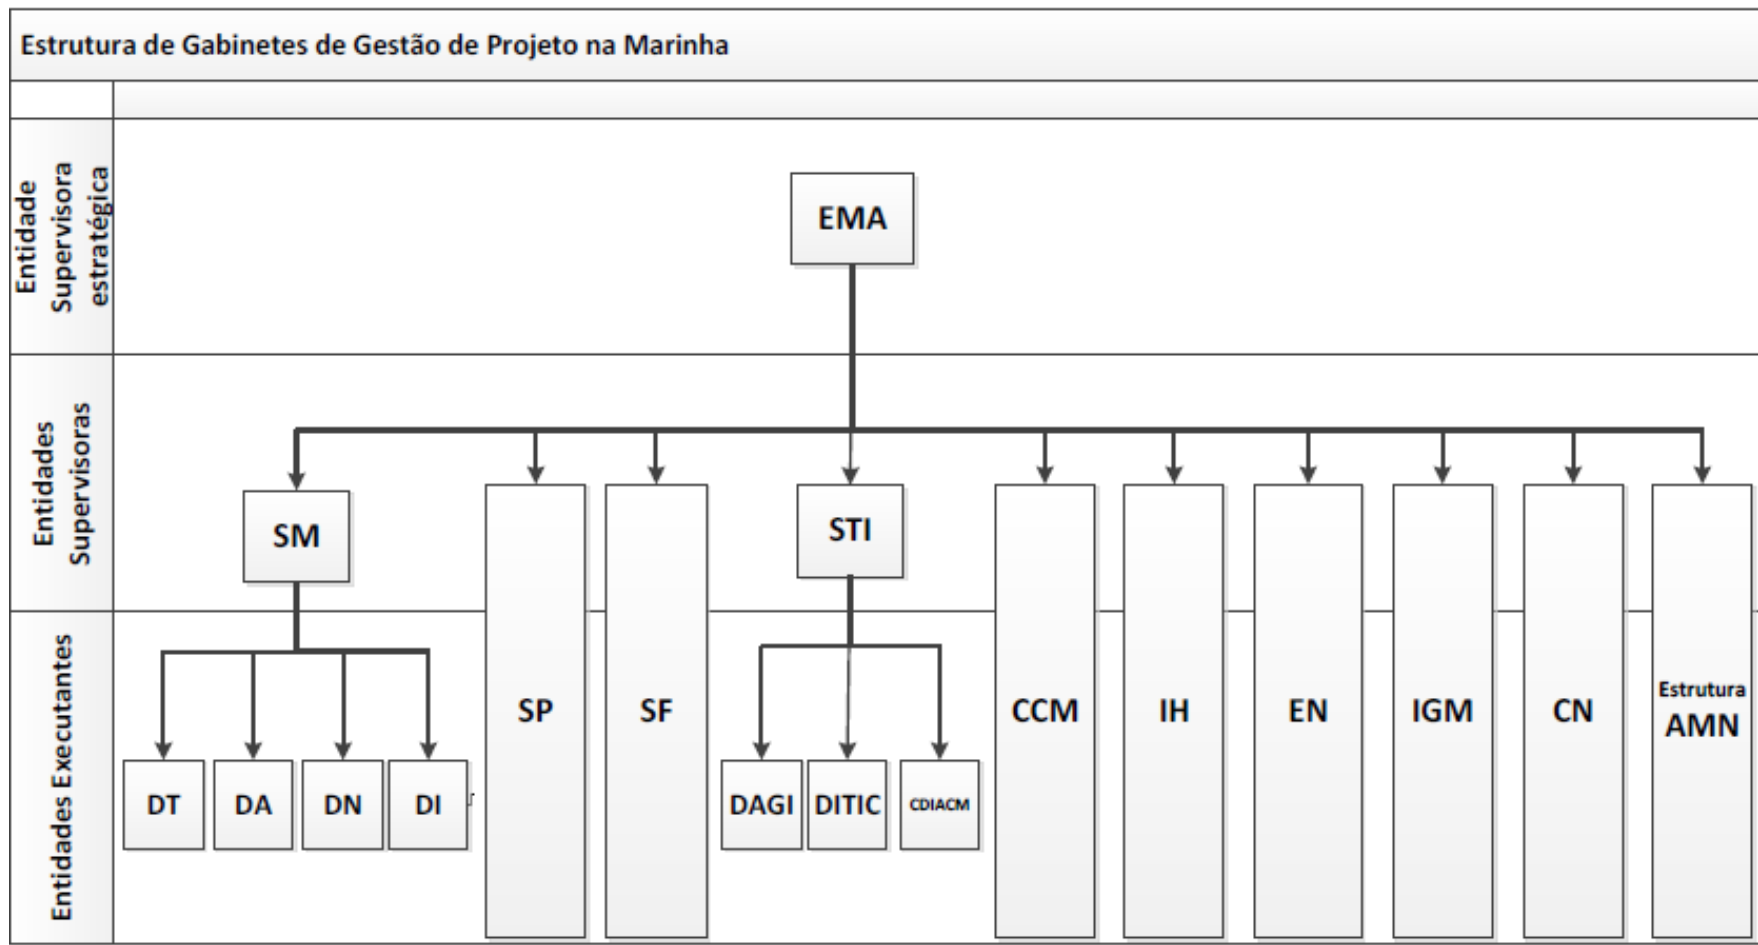 Estrutura de Gabinetes de Gestão de Projeto na Marinha
Entidade
Supervisora
estratégica
EMA
Entidades
Supervisoras
SM
STI
Entidades Executantes
SP
SF
CCM
IH
EN
IGM
CN
Estrutura
AMN
DT
DA
DN
DI
DAGI
DITIC
CDIACM